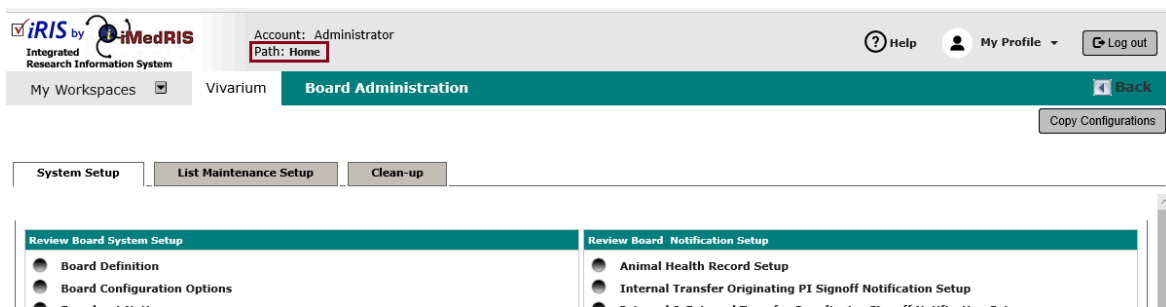 iRIS by iMedRIS
Integrated
Research Information System
Account: Administrator
Path: Home
Help
My Profile
Log out
My Workspaces
Vivarium
Board Administration
Back
Copy Configurations
System Setup
List Maintenance Setup
Clean-up
Review Board System Setup
Board Definition
Board Configuration Options
Review Board Notification Setup
Animal Health Record Setup
Internal Transfer Originating PI Signoff Notification Setup